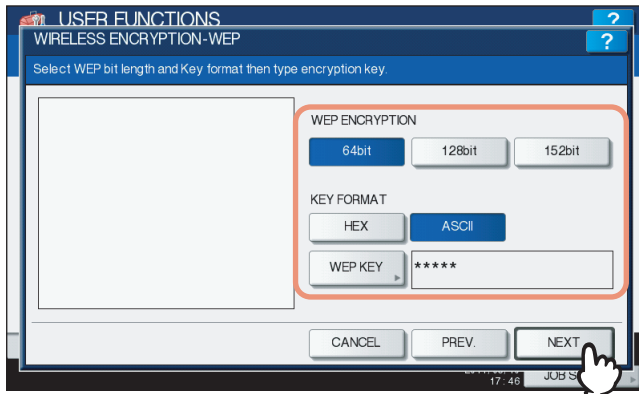 USER FUNCTIONS ?
WIRELESS ENCRYPTION-WEP ?
Select WEP bit length and Key format then type encryption key.
WEP ENCRYPTION
64bit 128bit 152bit
KEY FORMAT
HEX ASCII
WEP KEY *****
CANCEL PREV. NEXT
17:46 JOB S